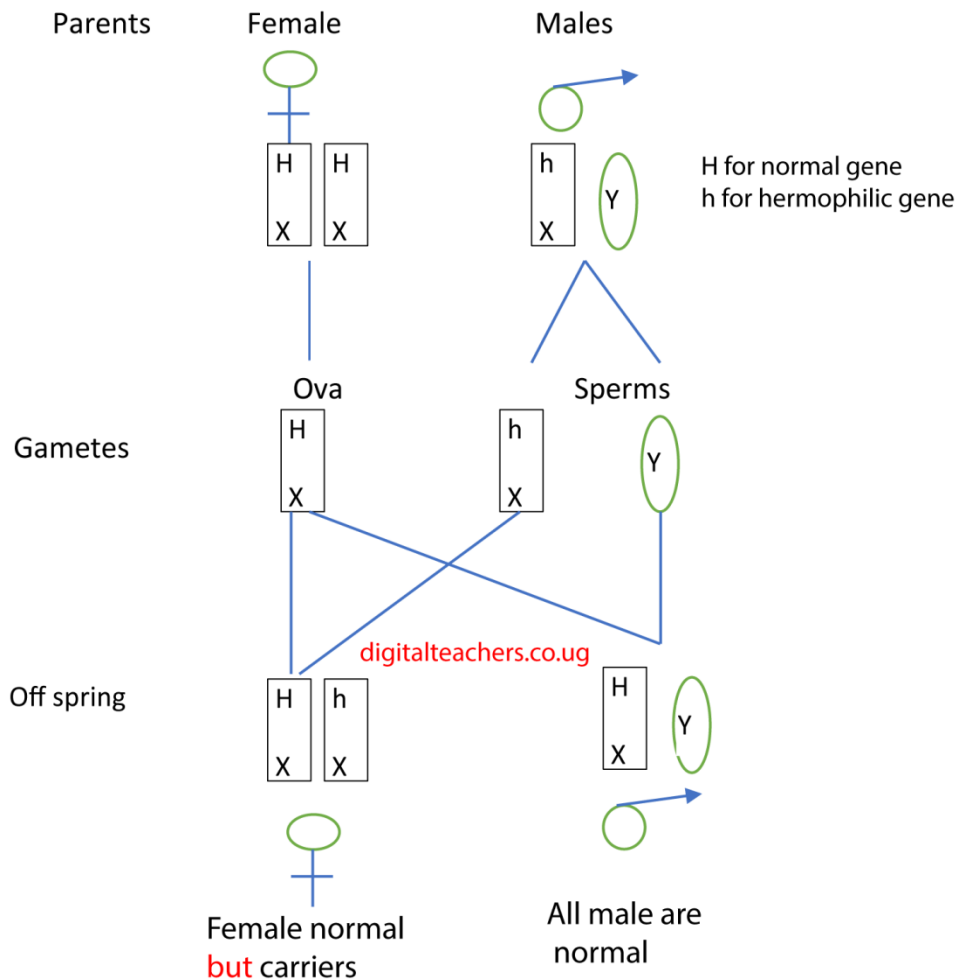 Parents Female Males
H H h
Y
X X X
H for normal gene
h for hermophilic gene
Ova Sperms
Gametes
H h
Y
X X
digitalteachers.co.ug
Off spring
H h H
Y
X X X
Female normal
but carriers
All male are
normal